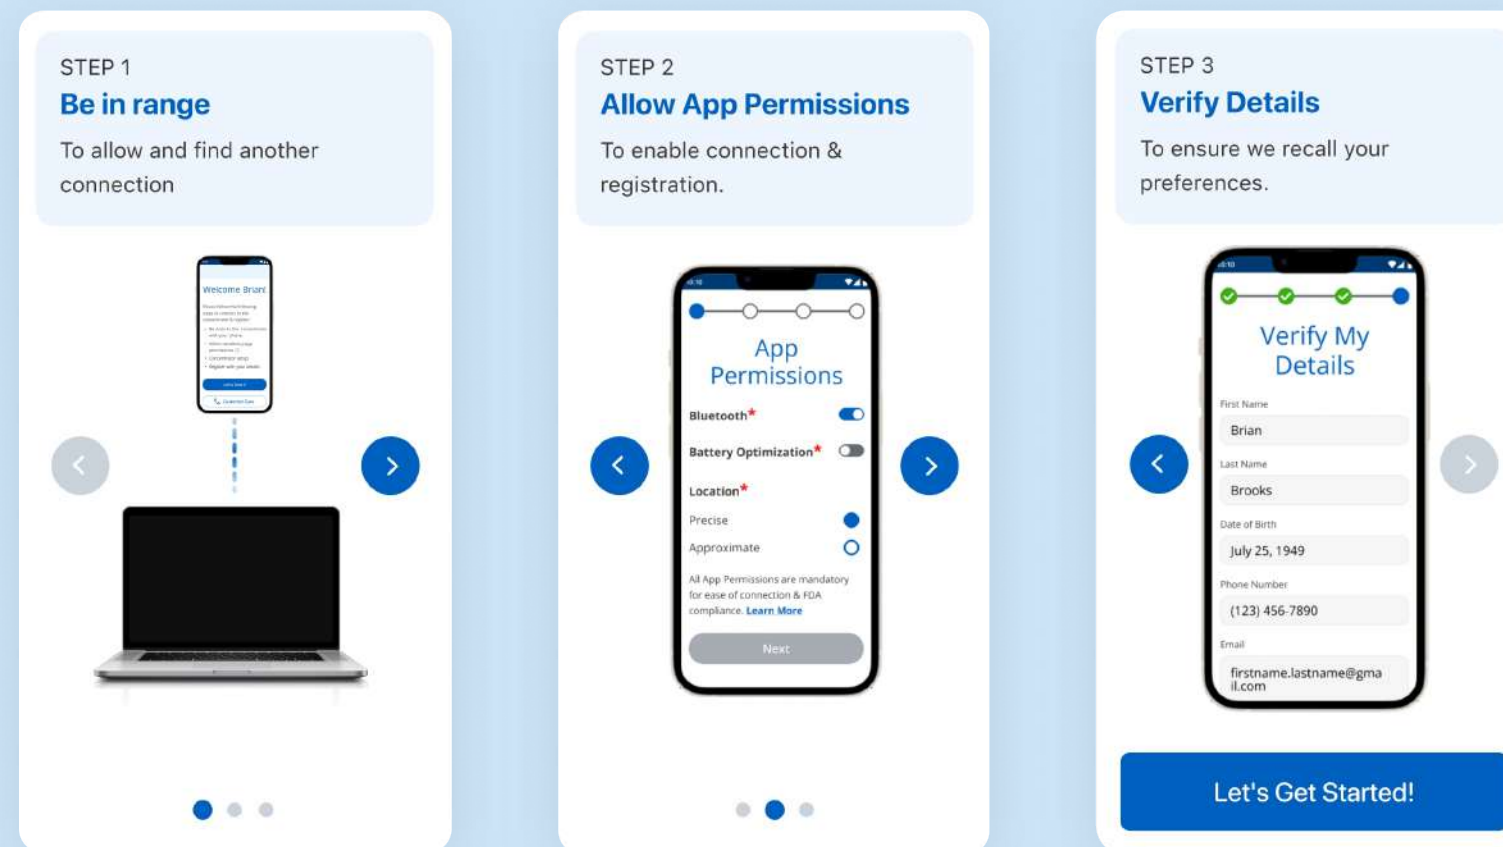 STEP 1
Be in range
To allow and find another
connection
Welcome Brian!
STEP 2
Allow App Permissions
To enable connection &
registration.
App
Permissions
Bluetooth*
Battery Optimization*
Location*
Precise
Approximate
All App Permissions are mandatory
for ease of connection & FDA
compliance. Learn More
Next
STEP 3
Verify Details
To ensure we recall your
preferences.
Verify My
Details
First Name
Brian
Last Name
Brooks
Date of Birth
July 25, 1949
Phone Number
(123) 456-7890
Email
firstname.lastname@gma
il.com
Let's Get Started!